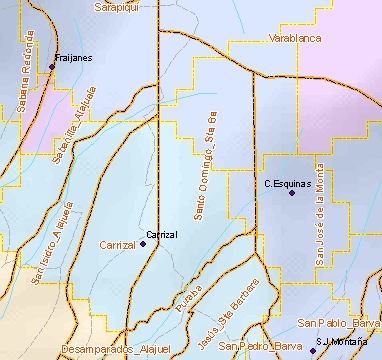 Sarapiqui
Varablanca
Sabana Redonda
Fraijanes
Sabanilla_Alajuela
Santo Domingo_Sta Ba
C.Esquinas
San José de la Monta
San Isidro_Alajuela
Carrizal
Carrizal
Puraba
Jesús_Sta Barbara
San Pablo_Barva
S.J.Montaña
San Pedro_Barva
Desamparados_Alajuel